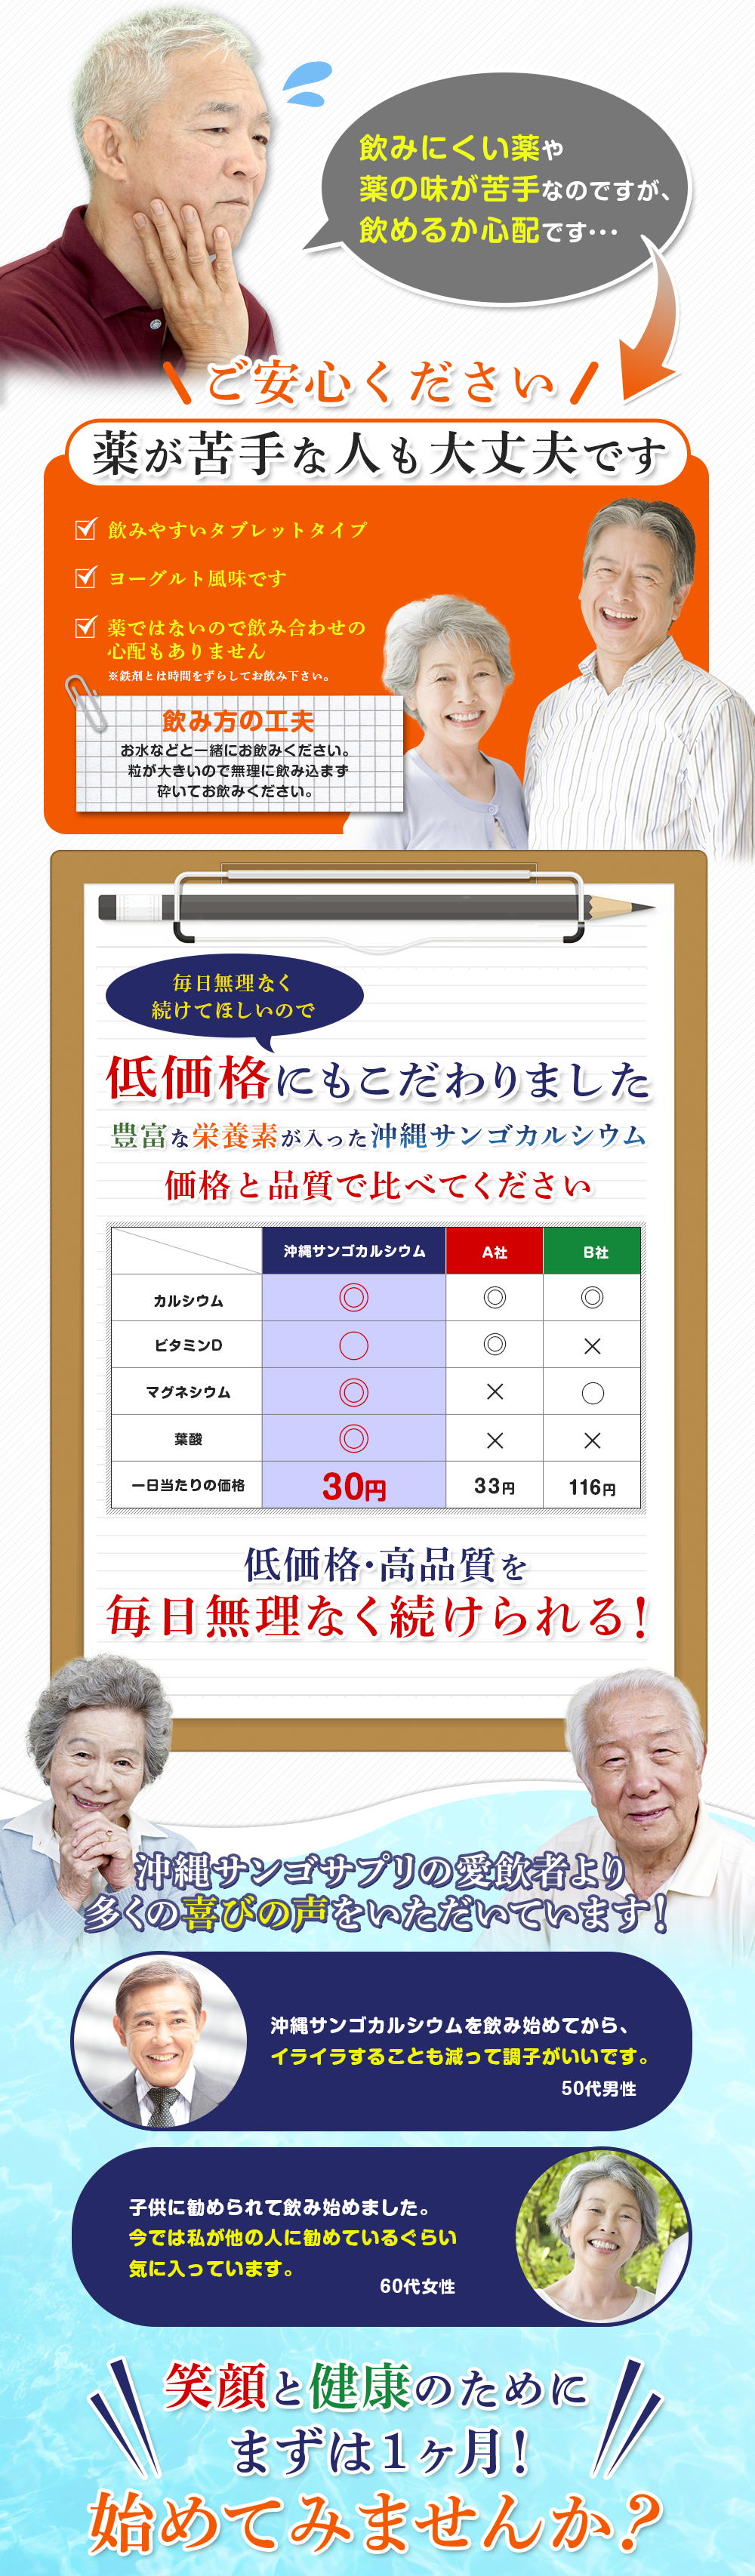 飲みにくい薬や
薬の味が苦手なのですが、
飲めるか心配です・・・
ご安心ください
薬が苦手な人も大丈夫です
飲みやすいタブレットタイプ
ヨーグルト風味です
薬ではないので飲み合わせの
心配もありません
※鉄剤とは時間をずらしてお飲み下さい。
飲み方の工夫
お水などと一緒にお飲みください。
粒が大きいので無理に飲み込まず
砕いてお飲みください。
毎日無理なく
続けてほしいので
低価格にもこだわりました
豊富な栄養素が入った沖縄サンゴカルシウム
価格と品質で比べてください
沖縄サンゴカルシウム A社 B社
カルシウム ◎ ◎ ◎
ビタミンD ○ ◎ ×
マグネシウム ◎ × ○
葉酸 ◎ × ×
一日当たりの価格 30円 33円 116円
低価格・高品質を
毎日無理なく続けられる!
沖縄サンゴサプリの愛飲者より
多くの喜びの声をいただいています!
沖縄サンゴカルシウムを飲み始めてから、
イライラすることも減って調子がいいです。
50代男性
子供に勧められて飲み始めました。
今では私が他の人に勧めているぐらい
気に入っています。
60代女性
笑顔と健康のために
まずは1ヶ月!
始めてみませんか?